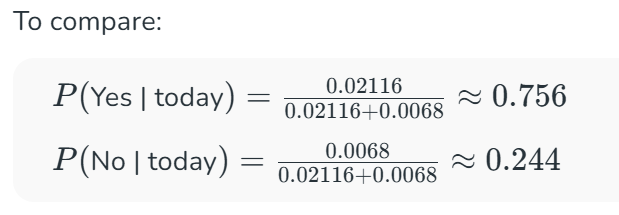 To compare:
P(Yes | today) = 0.02116 / 0.02116+0.0068 ≈ 0.756
P(No | today) = 0.0068 / 0.02116+0.0068 ≈ 0.244